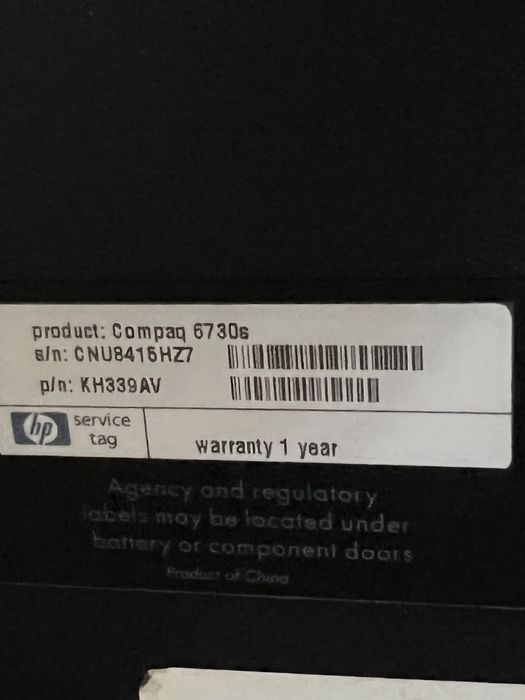 product: Compaq 6730s
s/n: CNU8415HZ7
p/n: KH339AV
hp service tag
warranty 1 year
Agency and regulatory
labels may be located under
battery or component doors
Product of China